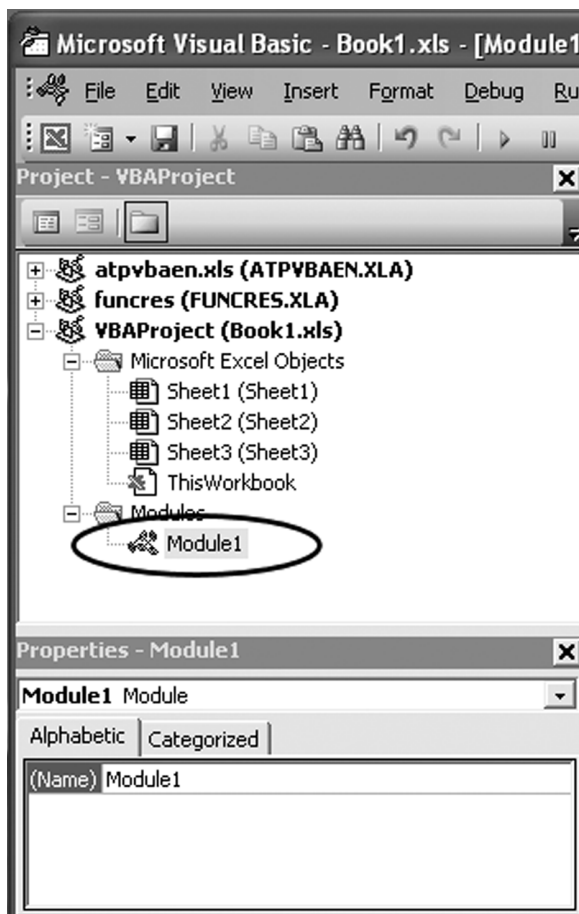 Microsoft Visual Basic - Book1.xls - [Module1
File Edit View Insert Format Debug Ru
Project - VBAProject
atpvbaen.xls (ATPVBAEN.XLA)
funcres (FUNCRES.XLA)
VBAProject (Book1.xls)
Microsoft Excel Objects
Sheet1 (Sheet1)
Sheet2 (Sheet2)
Sheet3 (Sheet3)
ThisWorkbook
Modules
Module1
Properties - Module1
Module1 Module
Alphabetic Categorized
(Name) Module1